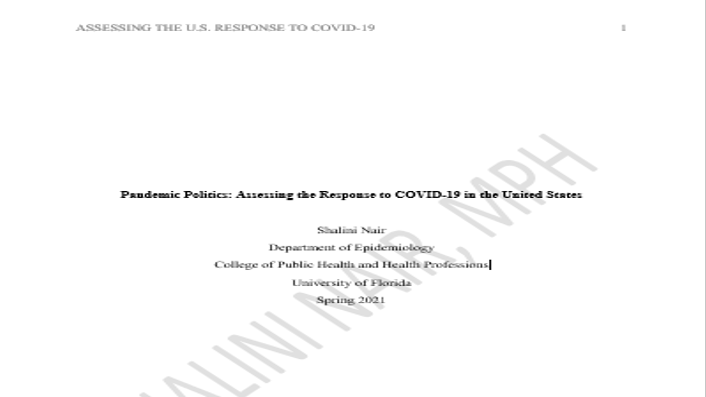 ASSESSING THE U.S. RESPONSE TO COVID-19 1
Pandemic Politics: Assessing the Response to COVID-19 in the United States
Shalini Nair
Department of Epidemiology
College of Public Health and Health Professions
University of Florida
Spring 2021
ALINI NAIR, MPH